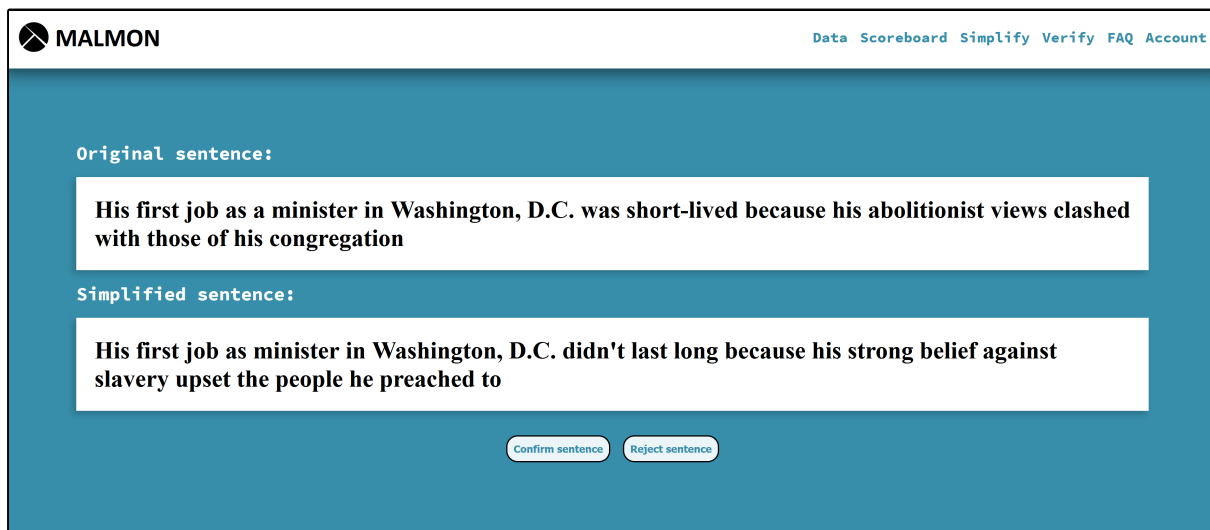 MALMON
Data Scoreboard Simplify Verify FAQ Account
Original sentence:
His first job as a minister in Washington, D.C. was short-lived because his abolitionist views clashed
with those of his congregation
Simplified sentence:
His first job as minister in Washington, D.C. didn't last long because his strong belief against
slavery upset the people he preached to
Confirm sentence Reject sentence